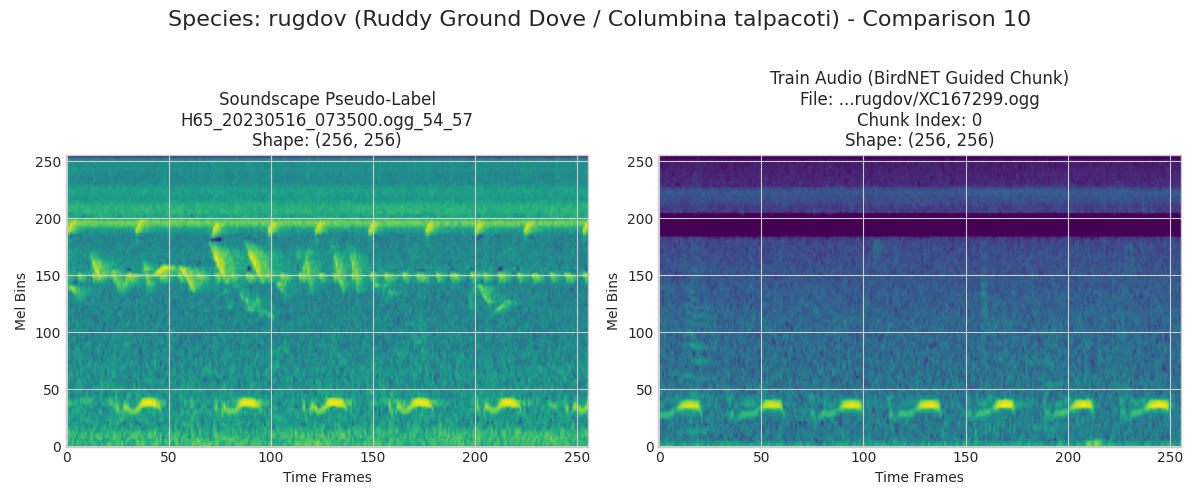 Species: rugdov (Ruddy Ground Dove / Columbina talpacoti) - Comparison 10
Soundscape Pseudo-Label
H65_20230516_073500.ogg_54_57
Shape: (256, 256)
Mel Bins
250
200
150
100
50
0
0 50 100 150 200 250
Time Frames
Train Audio (BirdNET Guided Chunk)
File: ...rugdov/XC167299.ogg
Chunk Index: 0
Shape: (256, 256)
Mel Bins
250
200
150
100
50
0
0 50 100 150 200 250
Time Frames